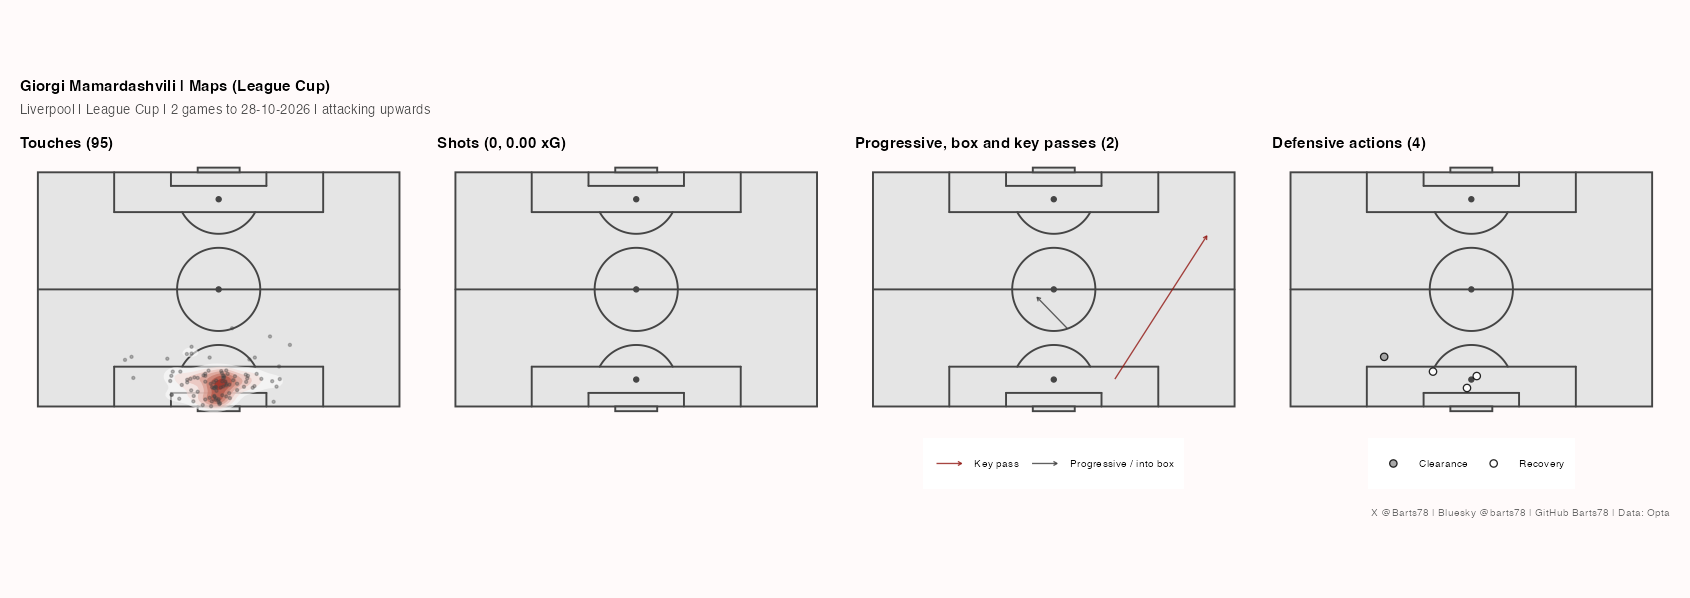 Giorgi Mamardashvili | Maps (League Cup)
Liverpool | League Cup | 2 games to 28-10-2026 | attacking upwards
Touches (95)
Shots (0, 0.00 xG)
Progressive, box and key passes (2)
Defensive actions (4)
Key pass
Progressive / into box
Clearance
Recovery
X @Barts78 | Bluesky @barts78 | GitHub Barts78 | Data: Opta